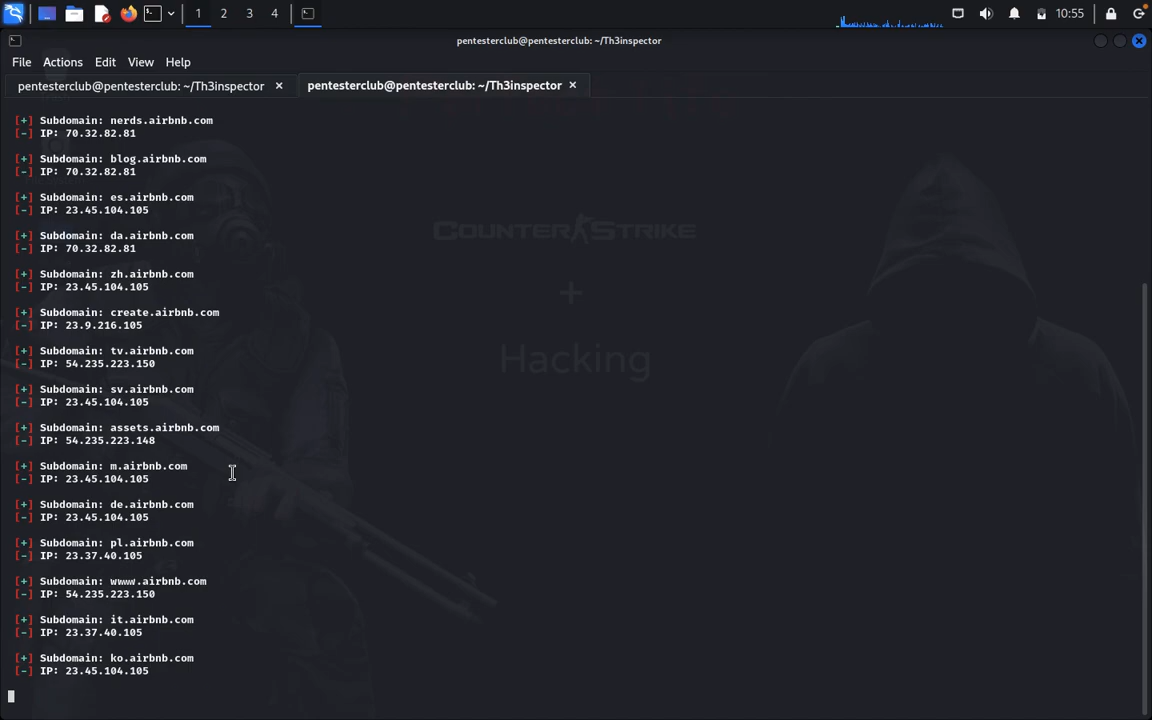 1
2
3
4
10:55
pentesterclub@pentesterclub: ~/Th3inspector
File Actions Edit View Help
pentesterclub@pentesterclub: ~/Th3inspector ×
pentesterclub@pentesterclub: ~/Th3inspector ×
[+] Subdomain: nerds.airbnb.com
[-] IP: 70.32.82.81
[+] Subdomain: blog.airbnb.com
[-] IP: 70.32.82.81
[+] Subdomain: es.airbnb.com
[-] IP: 23.45.104.105
[+] Subdomain: da.airbnb.com
[-] IP: 70.32.82.81
[+] Subdomain: zh.airbnb.com
[-] IP: 23.45.104.105
[+] Subdomain: create.airbnb.com
[-] IP: 23.9.216.105
[+] Subdomain: tv.airbnb.com
[-] IP: 54.235.223.150
[+] Subdomain: sv.airbnb.com
[-] IP: 23.45.104.105
[+] Subdomain: assets.airbnb.com
[-] IP: 54.235.223.148
[+] Subdomain: m.airbnb.com
[-] IP: 23.45.104.105
[+] Subdomain: de.airbnb.com
[-] IP: 23.45.104.105
[+] Subdomain: pl.airbnb.com
[-] IP: 23.37.40.105
[+] Subdomain: wwww.airbnb.com
[-] IP: 54.235.223.150
[+] Subdomain: it.airbnb.com
[-] IP: 23.37.40.105
[+] Subdomain: ko.airbnb.com
[-] IP: 23.45.104.105
COUNTER STRIKE
+
Hacking